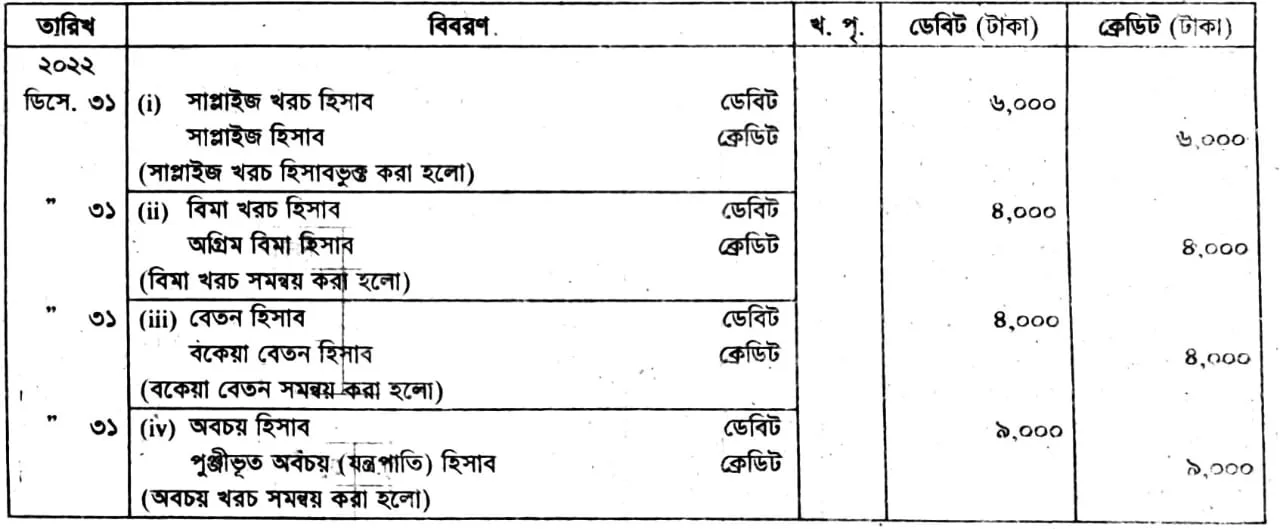 তারিখ বিবরণ খ. পৃ. ডেবিট (টাকা) ক্রেডিট (টাকা)
২০২২
ডিসে. ৩১ (i) সাপ্লাইজ খরচ হিসাব ডেবিট ৬,০০০
সাপ্লাইজ হিসাব ক্রেডিট ৬,০০০
(সাপ্লাইজ খরচ হিসাবভুক্ত করা হলো)
” ৩১ (ii) বিমা খরচ হিসাব ডেবিট ৪,০০০
অগ্রিম বিমা হিসাব ক্রেডিট ৪,০০০
(বিমা খরচ সমন্বয় করা হলো)
” ৩১ (iii) বেতন হিসাব ডেবিট ৪,০০০
বকেয়া বেতন হিসাব ক্রেডিট ৪,০০০
(বকেয়া বেতন সমন্বয় করা হলো)
” ৩১ (iv) অবচয় হিসাব ডেবিট ৯,০০০
পুঞ্জীভূত অবচয় (যন্ত্রপাতি) হিসাব ক্রেডিট ৯,০০০
(অবচয় খরচ সমন্বয় করা হলো)